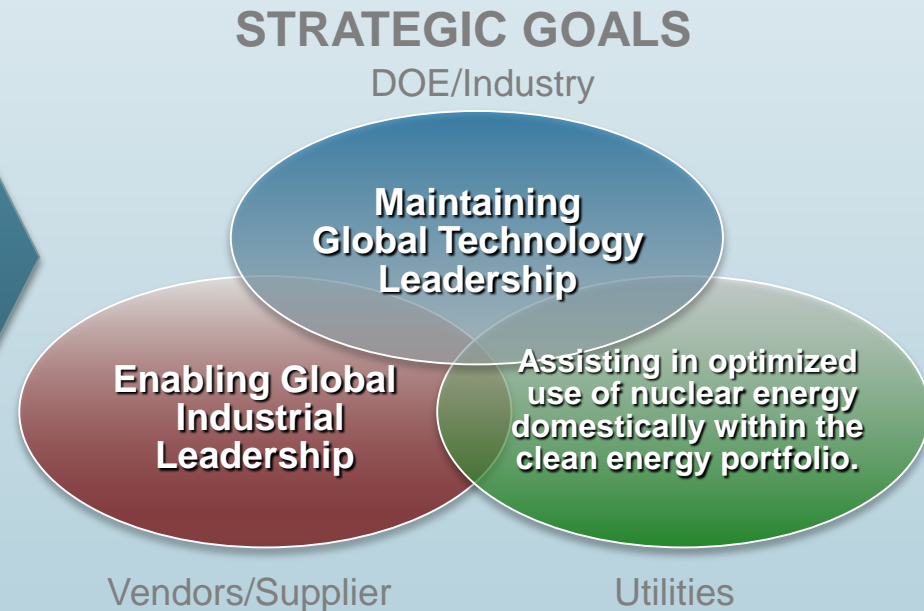 STRATEGIC GOALS
DOE/Industry
Maintaining
Global Technology
Leadership
Enabling Global
Industrial
Leadership
Assisting in optimized
use of nuclear energy
domestically within the
clean energy portfolio.
Vendors/Supplier
Utilities